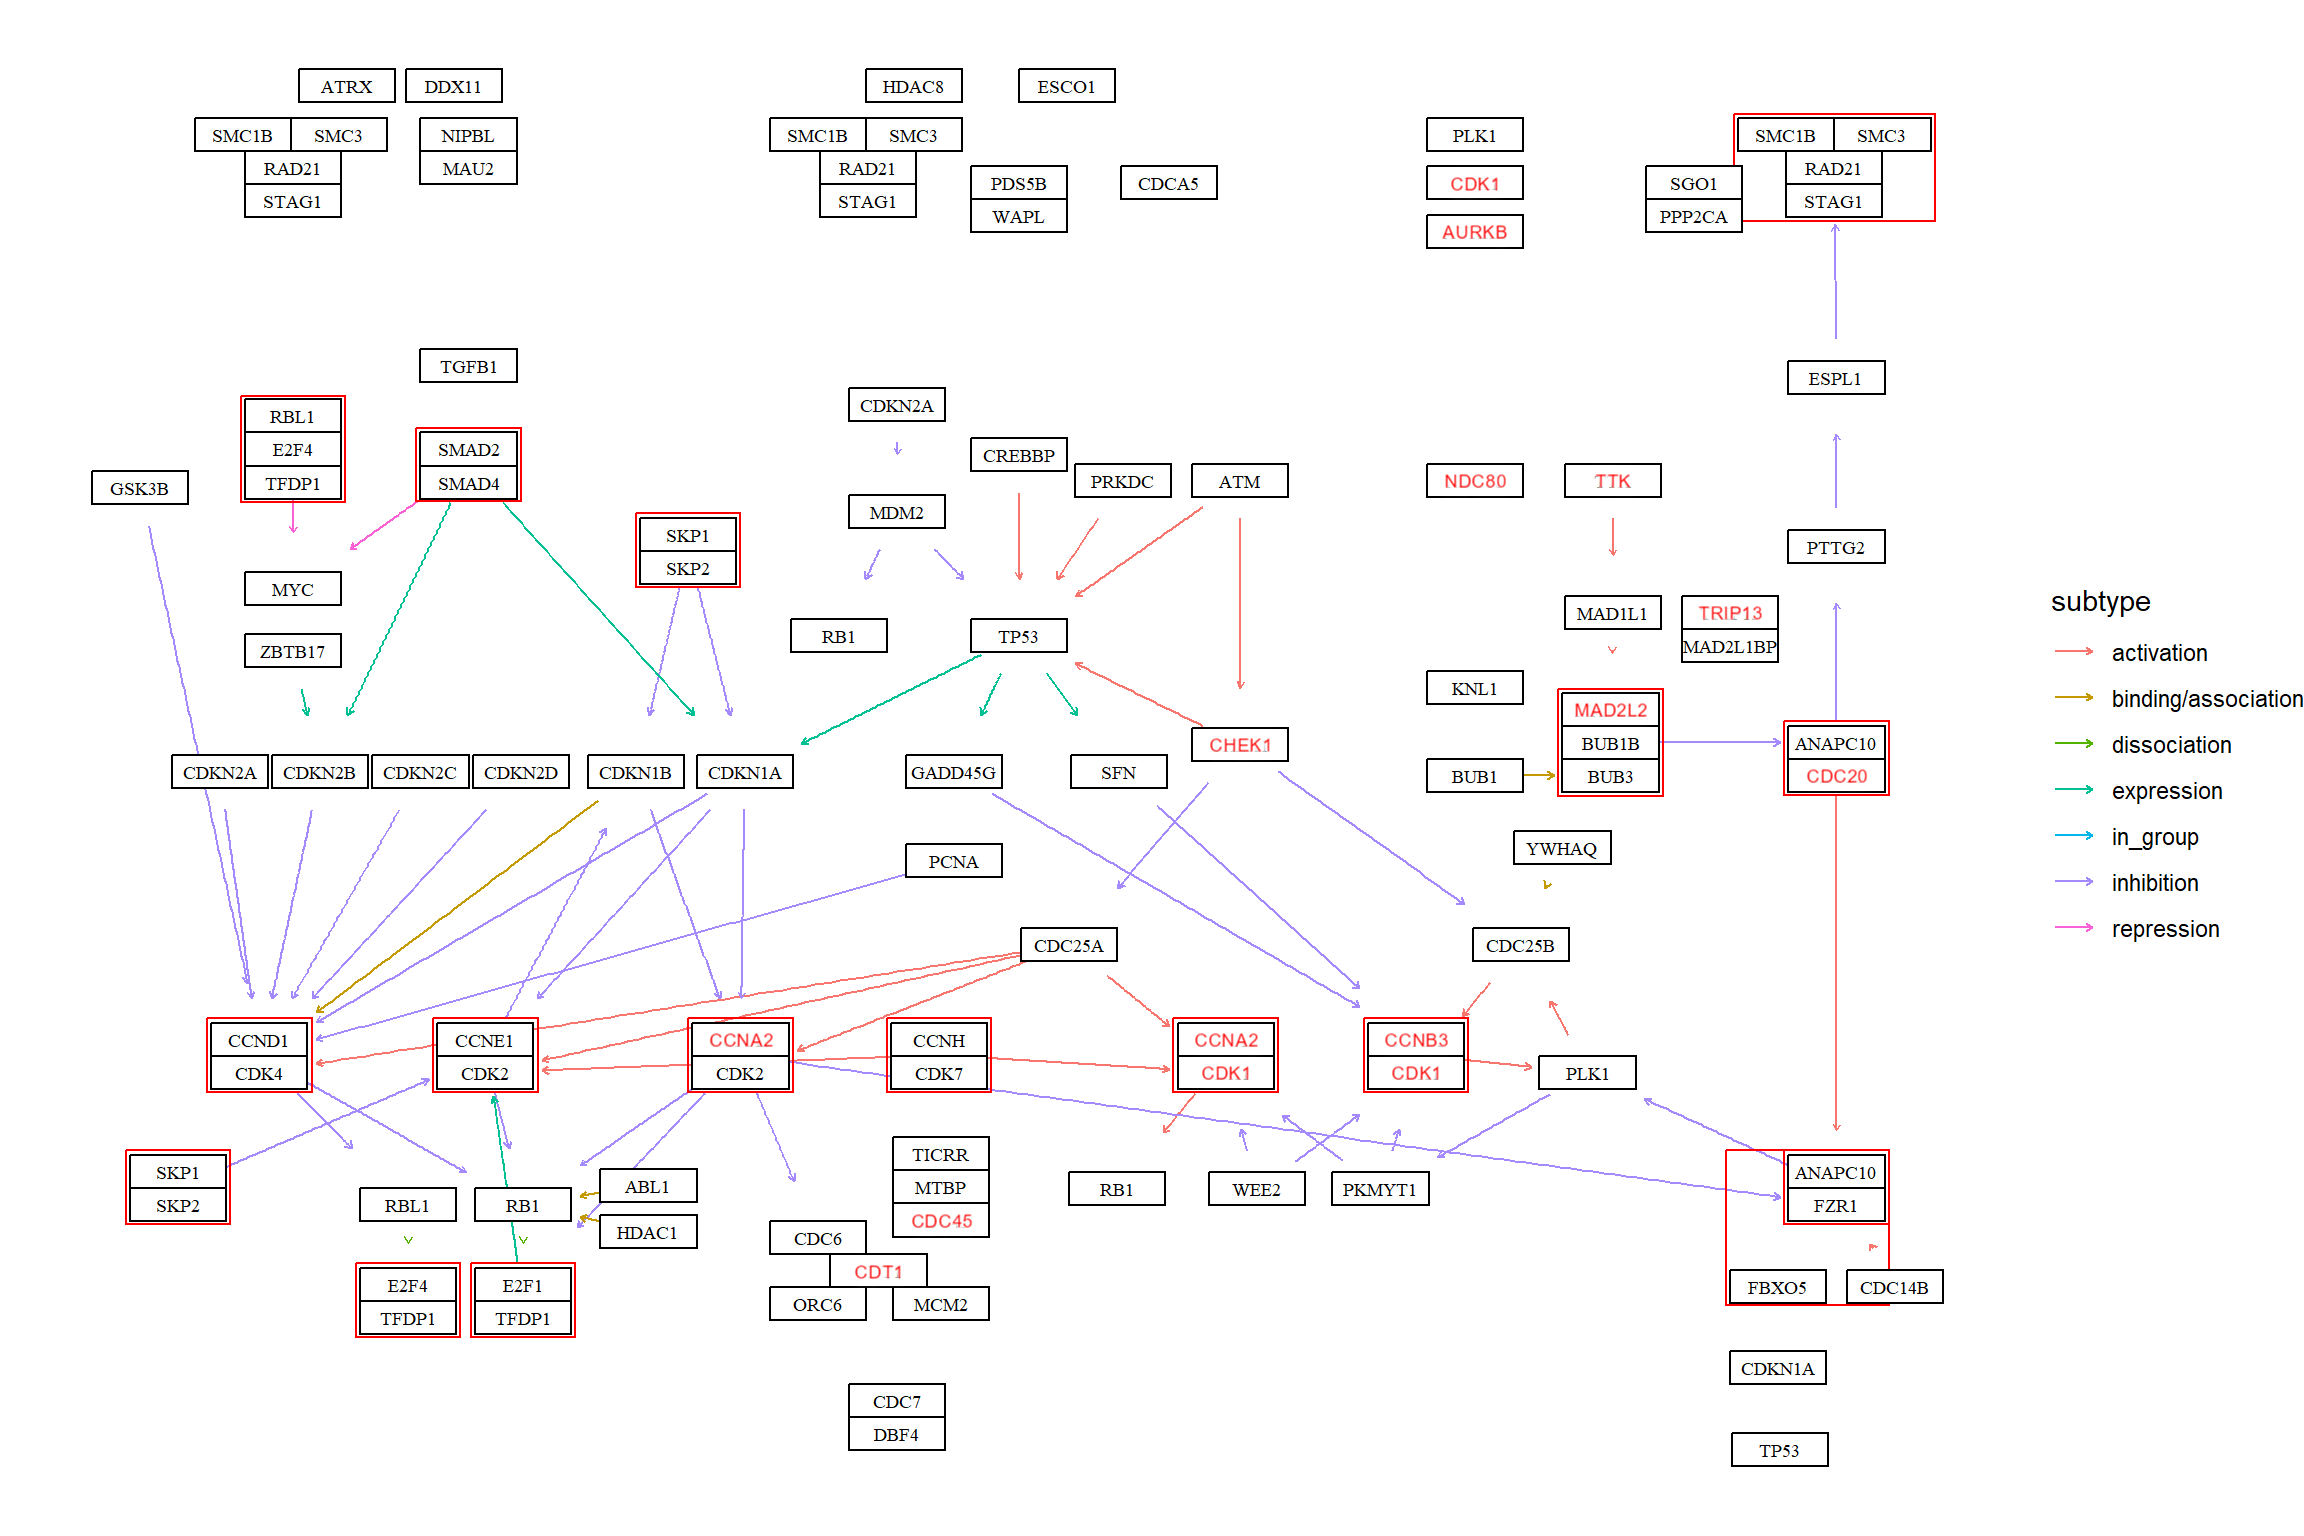 ATRX DDX11 HDAC8 ESCO1
SMC1B SMC3 NIPBL SMC1B SMC3 PLK1 SMC1B SMC3
RAD21 MAU2 RAD21 RAD21
PDS5B CDCA5 CDK1 SGO1
STAG1 STAG1 STAG1
WAPL PPP2CA
AURKB
TGFB1 ESPL1
CDKN2A
RBL1
E2F4 SMAD2 CREBBP
TFDP1 SMAD4 PRKDC ATM NDC80 TTK
GSK3B
MDM2
SKP1 PTTG2
SKP2
MYC
MAD1L1 TRIP13
RB1 TP53
ZBTB17 MAD2L1BP
KNL1
MAD2L2
CHEK1 BUB1B ANAPC10
CDKN2A CDKN2B CDKN2C CDKN2D CDKN1B CDKN1A GADD45G SFN BUB1 BUB3 CDC20
PCNA YWHAQ
CDC25A CDC25B
CCND1 CCNE1 CCNA2 CCNH CCNA2 CCNB3
CDK4 CDK2 CDK2 CDK7 CDK1 CDK1 PLK1
TICRR
SKP1 ANAPC10
ABL1 MTBP RB1 WEE2 PKMYT1
SKP2 RBL1 RB1 FZR1
CDC45
HDAC1 CDC6
CDT1
E2F4 E2F1 FBXO5 CDC14B
ORC6 MCM2
TFDP1 TFDP1
CDKN1A
CDC7
DBF4
TP53
subtype
activation
binding/association
dissociation
expression
in_group
inhibition
repression